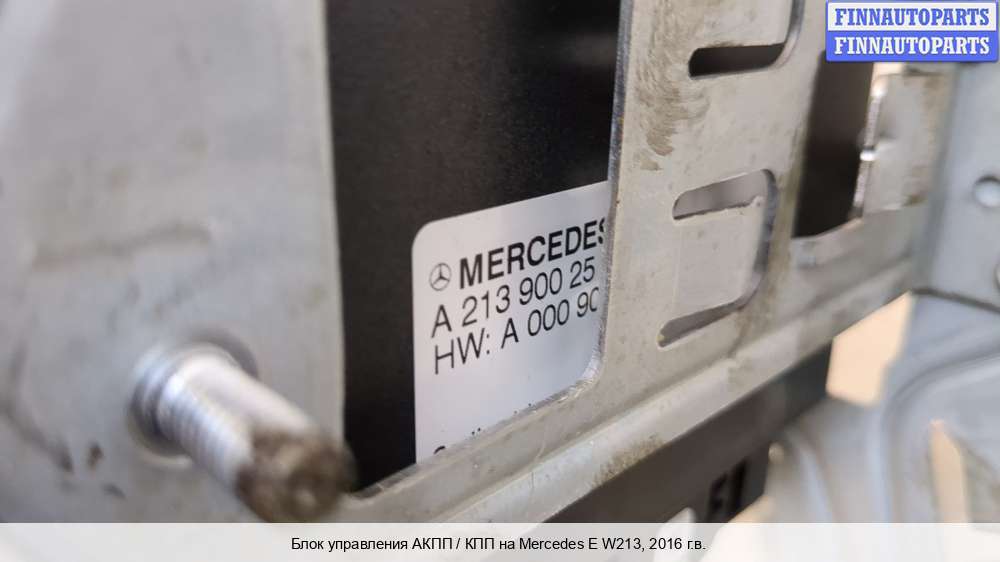 FINNAUTOPARTS
FINNAUTOPARTS
MERCEDES
A 213 900 25
HW: A 000 90
Блок управления АКПП / КПП на Mercedes E W213, 2016 г.в.